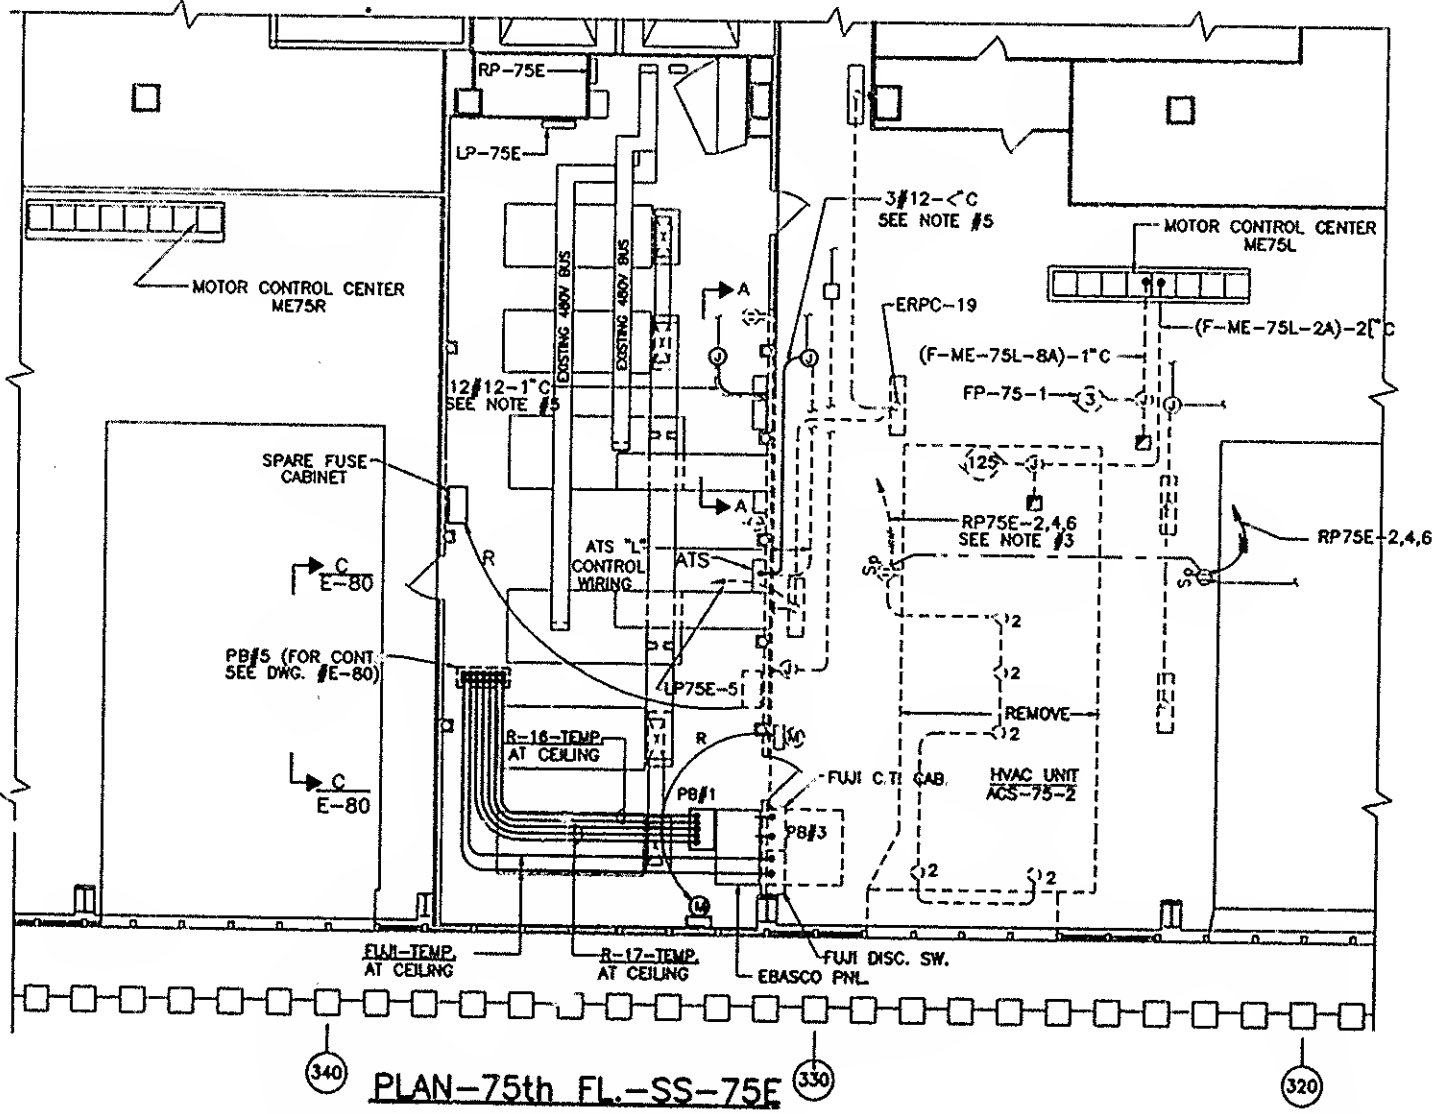 RP-75E
LP-75E
3#12-<"C
SEE NOTE #5
MOTOR CONTROL CENTER
ME75L
MOTOR CONTROL CENTER
ME75R
EXISTING 480V BUS
EXISTING 480V BUS
A
ERPC-19
(F-ME-75L-2A)-2["C
(F-ME-75L-8A)-1"C
FP-75-1
3
J
J
J
J
12#12-1"C
SEE NOTE #5
SPARE FUSE
CABINET
125
J
A
RP75E-2,4,6
SEE NOTE #3
RP75E-2,4,6
R
ATS "L"
CONTROL
WIRING
ATS
C
E-80
SP
SP
2
PB#5 (FOR CONT
SEE DWG. #E-80)
LP75E-5
J
2
REMOVE
R-16-TEMP.
AT CEILING
R
M
2
C
E-80
FUJI C.T. CAB.
HVAC UNIT
ACS-75-2
PB#1
PB#3
2
2
M
FUJI-TEMP.
AT CEILING
R-17-TEMP.
AT CEILING
FUJI DISC. SW.
EBASCO PNL.
340
330
320
PLAN-75th FL.-SS-75E